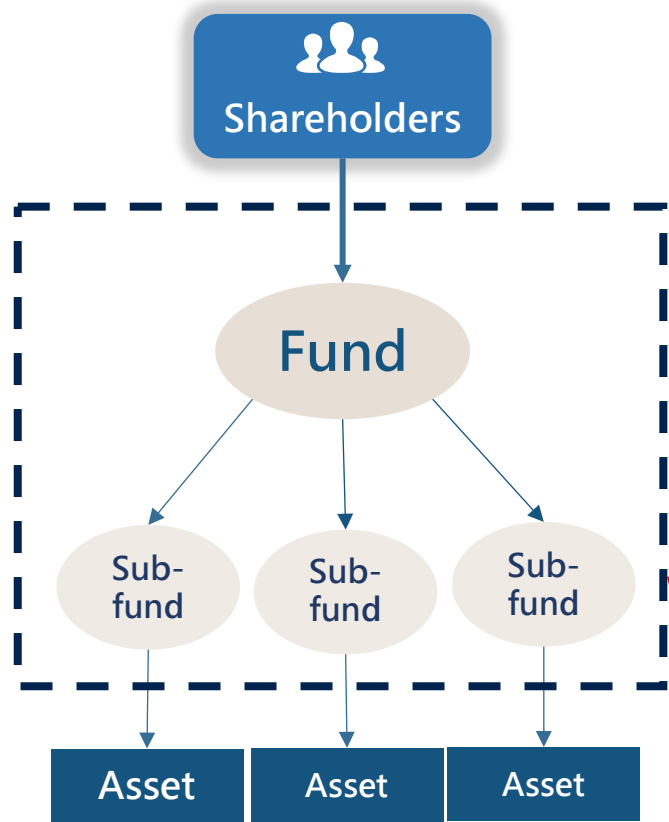 Shareholders
Fund
Sub-
fund
Sub-
fund
Sub-
fund
Asset
Asset
Asset